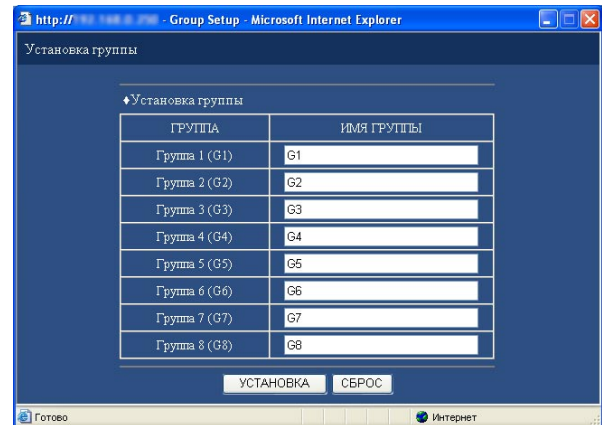 http:// - Group Setup - Microsoft Internet Explorer
Установка группы
♦Установка группы
ГРУППА ИМЯ ГРУППЫ
Группа 1 (G1) G1
Группа 2 (G2) G2
Группа 3 (G3) G3
Группа 4 (G4) G4
Группа 5 (G5) G5
Группа 6 (G6) G6
Группа 7 (G7) G7
Группа 8 (G8) G8
УСТАНОВКА СБРОС
Готово Интернет